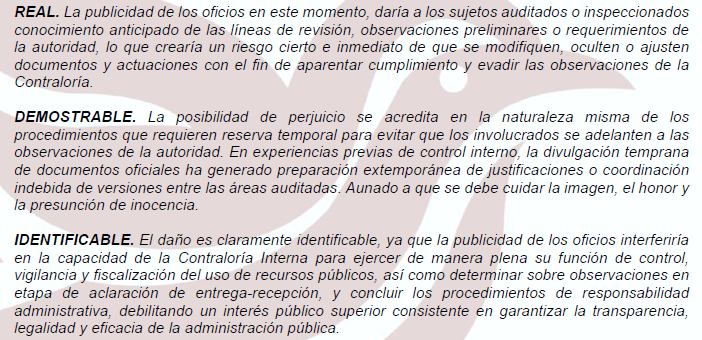 REAL. La publicidad de los oficios en este momento, daría a los sujetos auditados o inspeccionados
conocimiento anticipado de las líneas de revisión, observaciones preliminares o requerimientos de
la autoridad, lo que crearía un riesgo cierto e inmediato de que se modifiquen, oculten o ajusten
documentos y actuaciones con el fin de aparentar cumplimiento y evadir las observaciones de la
Contraloría.
DEMOSTRABLE. La posibilidad de perjuicio se acredita en la naturaleza misma de los
procedimientos que requieren reserva temporal para evitar que los involucrados se adelanten a las
observaciones de la autoridad. En experiencias previas de control interno, la divulgación temprana
de documentos oficiales ha generado preparación extemporánea de justificaciones o coordinación
indebida de versiones entre las áreas auditadas. Aunado a que se debe cuidar la imagen, el honor y
la presunción de inocencia.
IDENTIFICABLE. El daño es claramente identificable, ya que la publicidad de los oficios interferiría
en la capacidad de la Contraloría Interna para ejercer de manera plena su función de control,
vigilancia y fiscalización del uso de recursos públicos, así como determinar sobre observaciones en
etapa de aclaración de entrega-recepción, y concluir los procedimientos de responsabilidad
administrativa, debilitando un interés público superior consistente en garantizar la transparencia,
legalidad y eficacia de la administración pública.